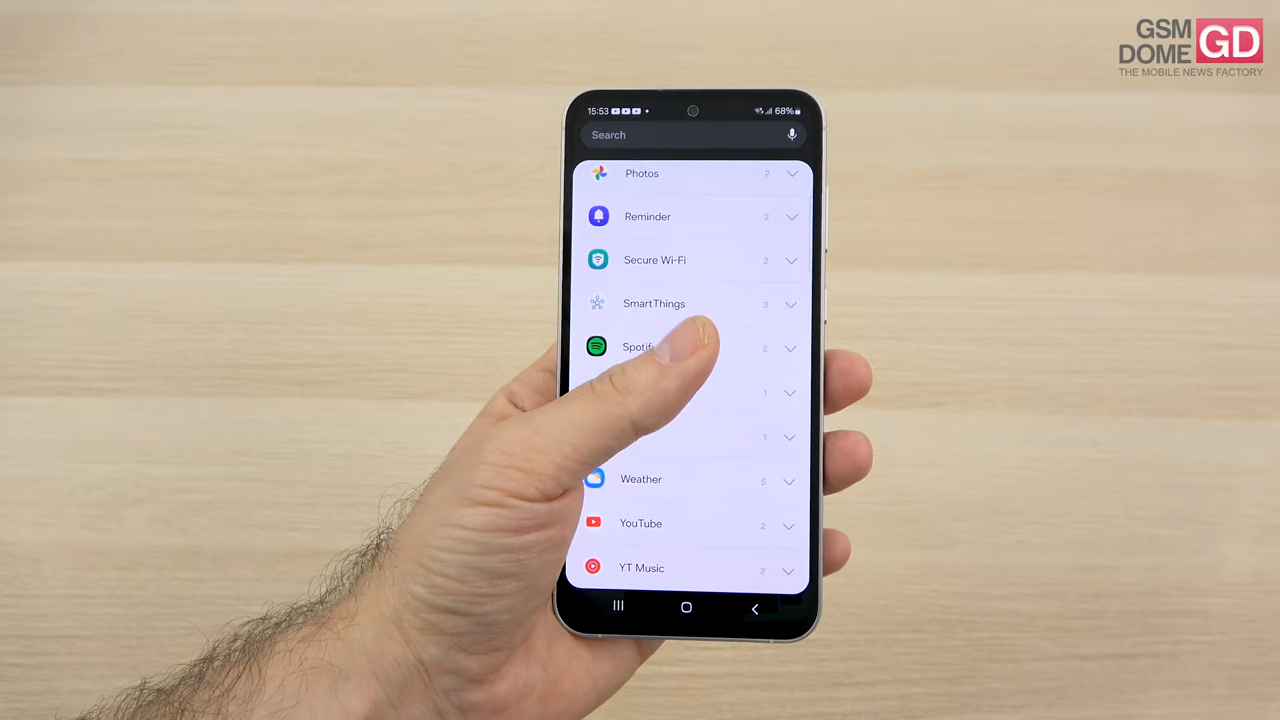 GSM
DOME GD
THE MOBILE NEWS FACTORY
15:53 68%
Search
Photos 2
Reminder 2
Secure Wi-Fi 2
SmartThings 3
Spotif 2
1
1
Weather 5
YouTube 2
YT Music 2